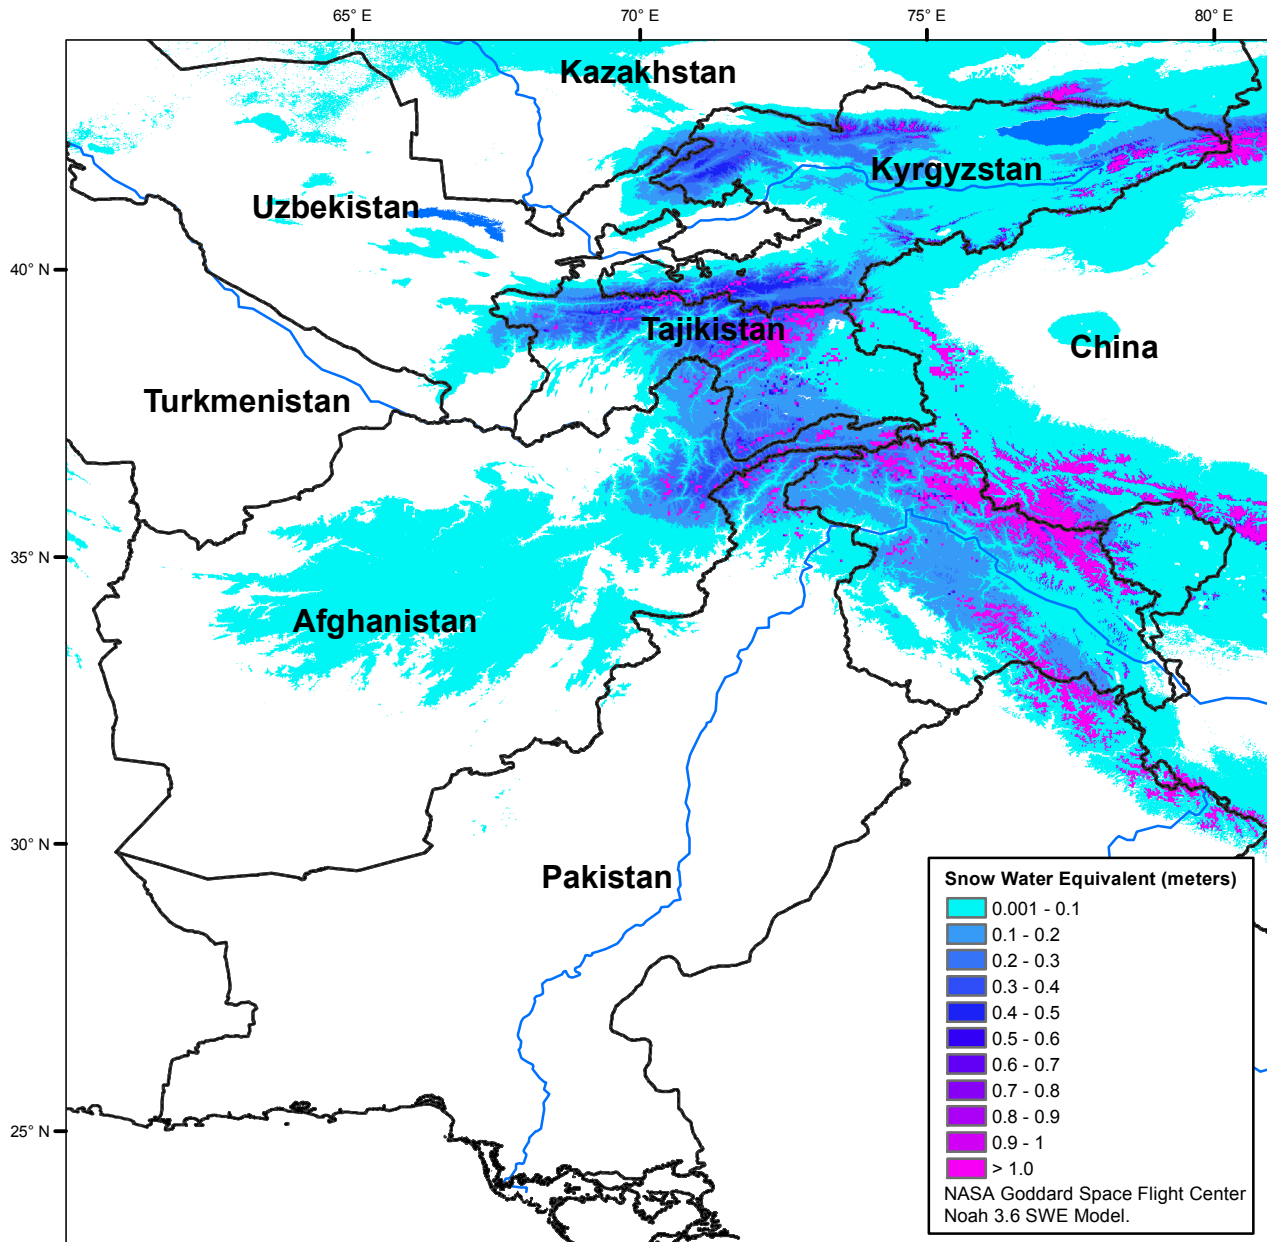 65° E
70° E
75° E
80° E
Kazakhstan
Kyrgyzstan
Uzbekistan
40° N
Tajikistan
China
Turkmenistan
35° N
Afghanistan
30° N
Pakistan
25° N
Snow Water Equivalent (meters)
0.001 - 0.1
0.1 - 0.2
0.2 - 0.3
0.3 - 0.4
0.4 - 0.5
0.5 - 0.6
0.6 - 0.7
0.7 - 0.8
0.8 - 0.9
0.9 - 1
> 1.0
NASA Goddard Space Flight Center
Noah 3.6 SWE Model.